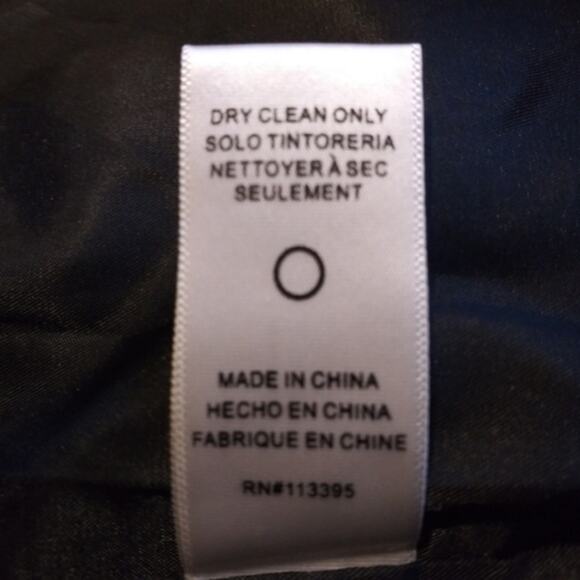 DRY CLEAN ONLY
SOLO TINTORERIA
NETTOYER À SEC
SEULEMENT
MADE IN CHINA
HECHO EN CHINA
FABRIQUE EN CHINE
RN#113395